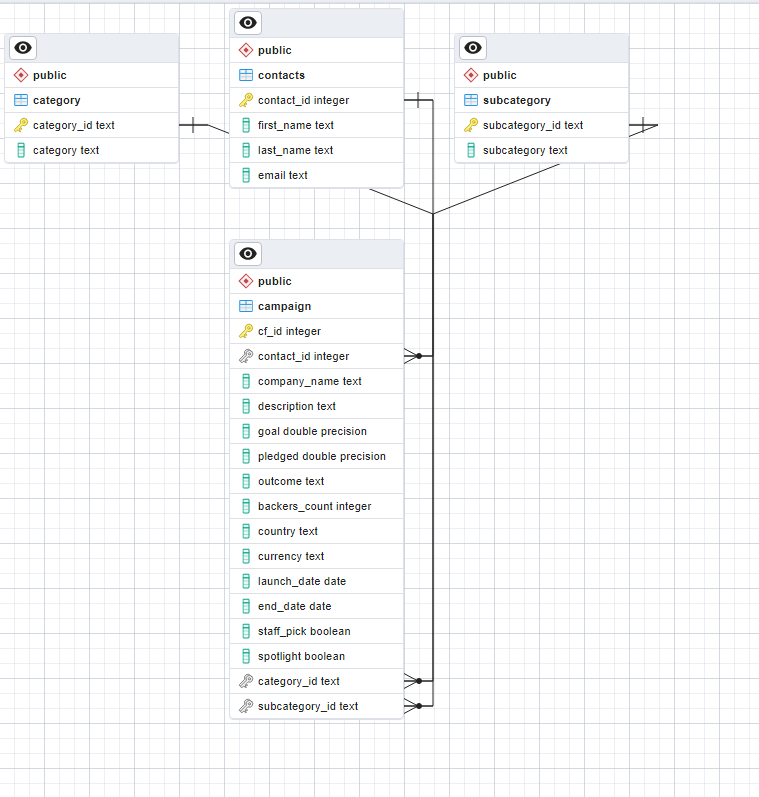 public
category
category_id text
category text
public
contacts
contact_id integer
first_name text
last_name text
email text
public
subcategory
subcategory_id text
subcategory text
public
campaign
cf_id integer
contact_id integer
company_name text
description text
goal double precision
pledged double precision
outcome text
backers_count integer
country text
currency text
launch_date date
end_date date
staff_pick boolean
spotlight boolean
category_id text
subcategory_id text